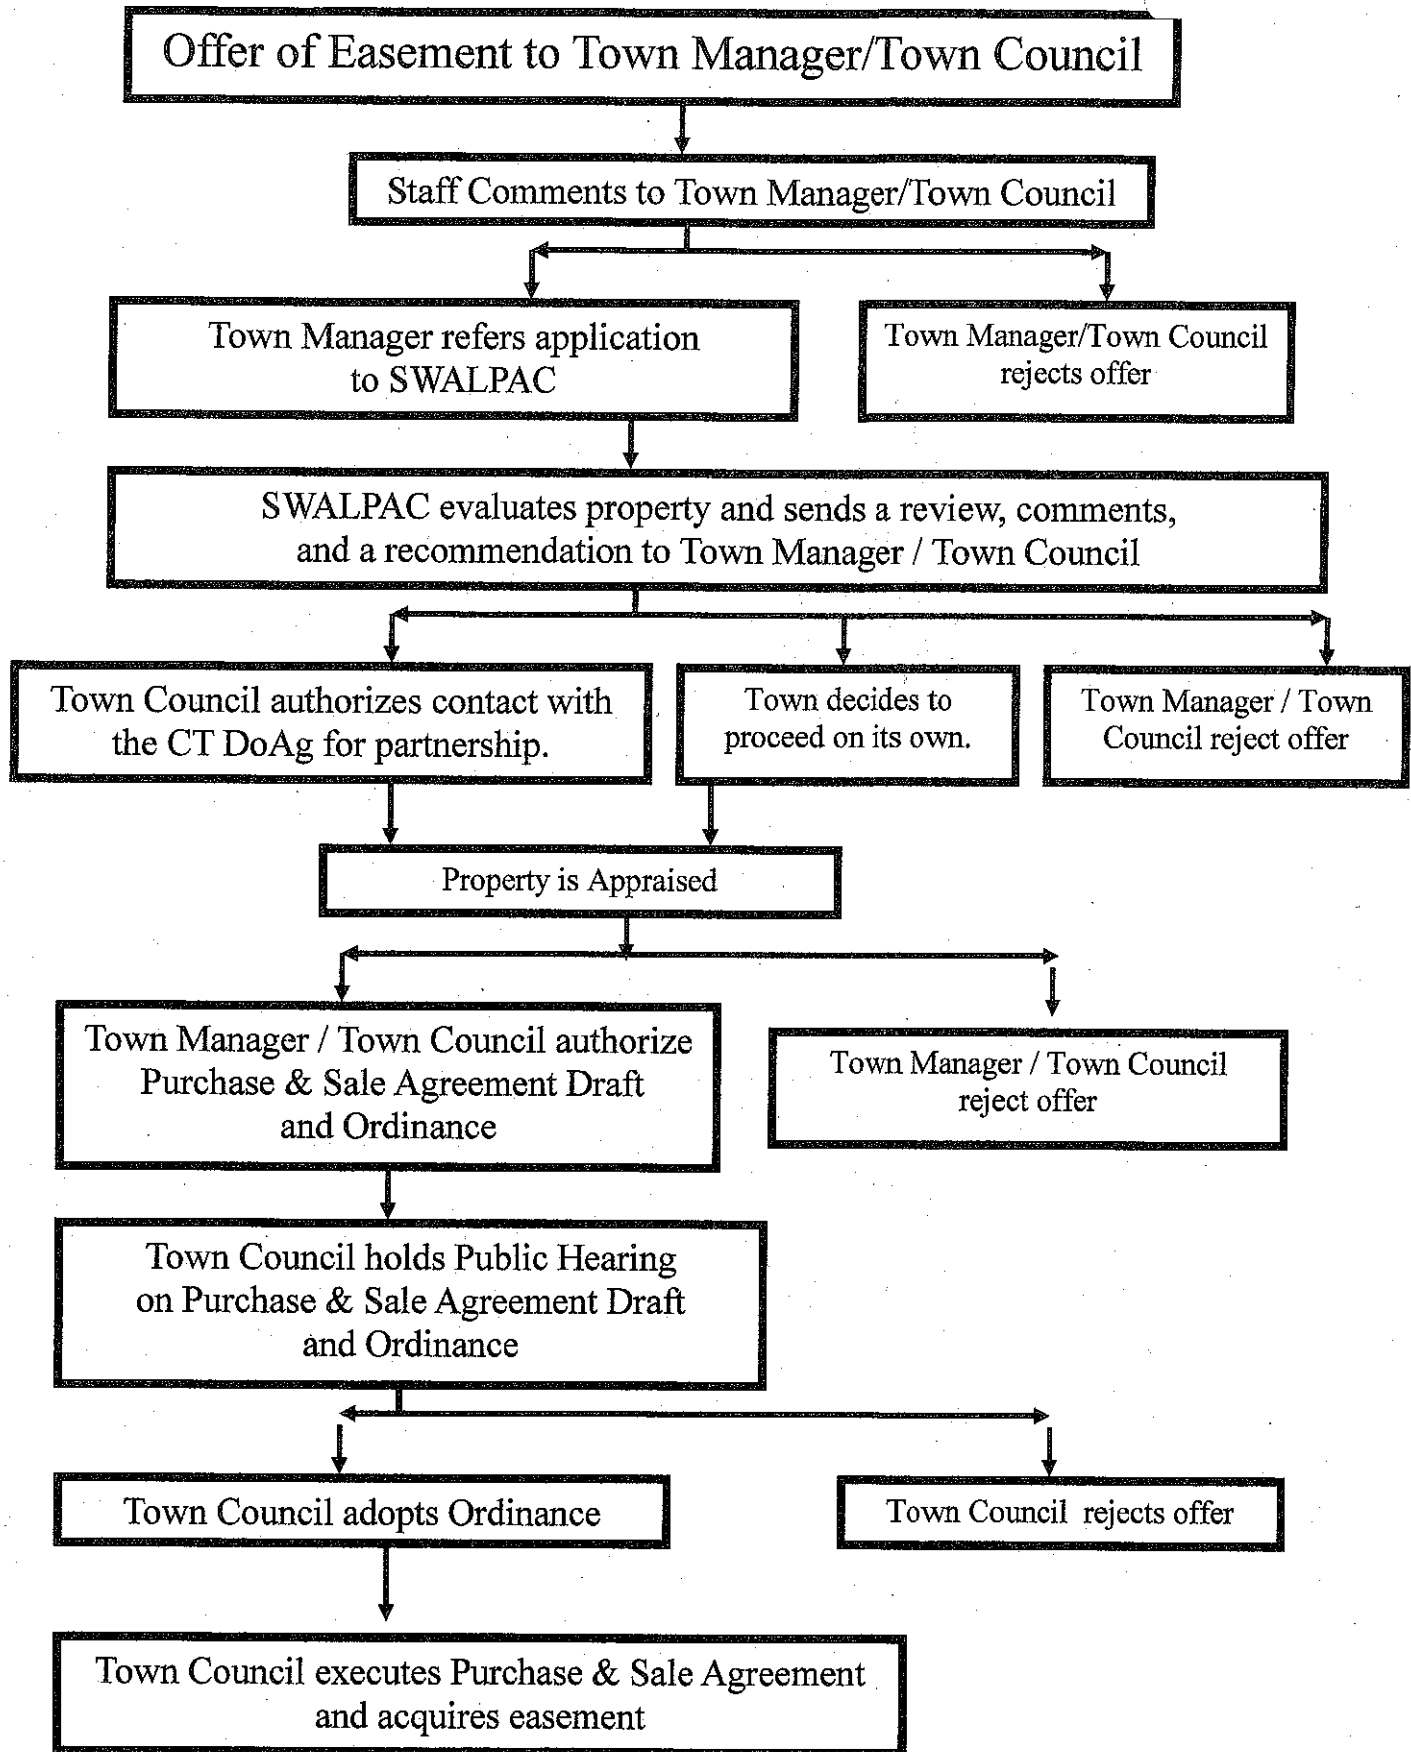 Offer of Easement to Town Manager/Town Council
Staff Comments to Town Manager/Town Council
Town Manager refers application
to SWALPAC
Town Manager/Town Council
rejects offer
SWALPAC evaluates property and sends a review, comments,
and a recommendation to Town Manager / Town Council
Town Council authorizes contact with
the CT DoAg for partnership.
Town decides to
proceed on its own.
Town Manager / Town
Council reject offer
Property is Appraised
Town Manager / Town Council authorize
Purchase & Sale Agreement Draft
and Ordinance
Town Manager / Town Council
reject offer
Town Council holds Public Hearing
on Purchase & Sale Agreement Draft
and Ordinance
Town Council adopts Ordinance
Town Council rejects offer
Town Council executes Purchase & Sale Agreement
and acquires easement